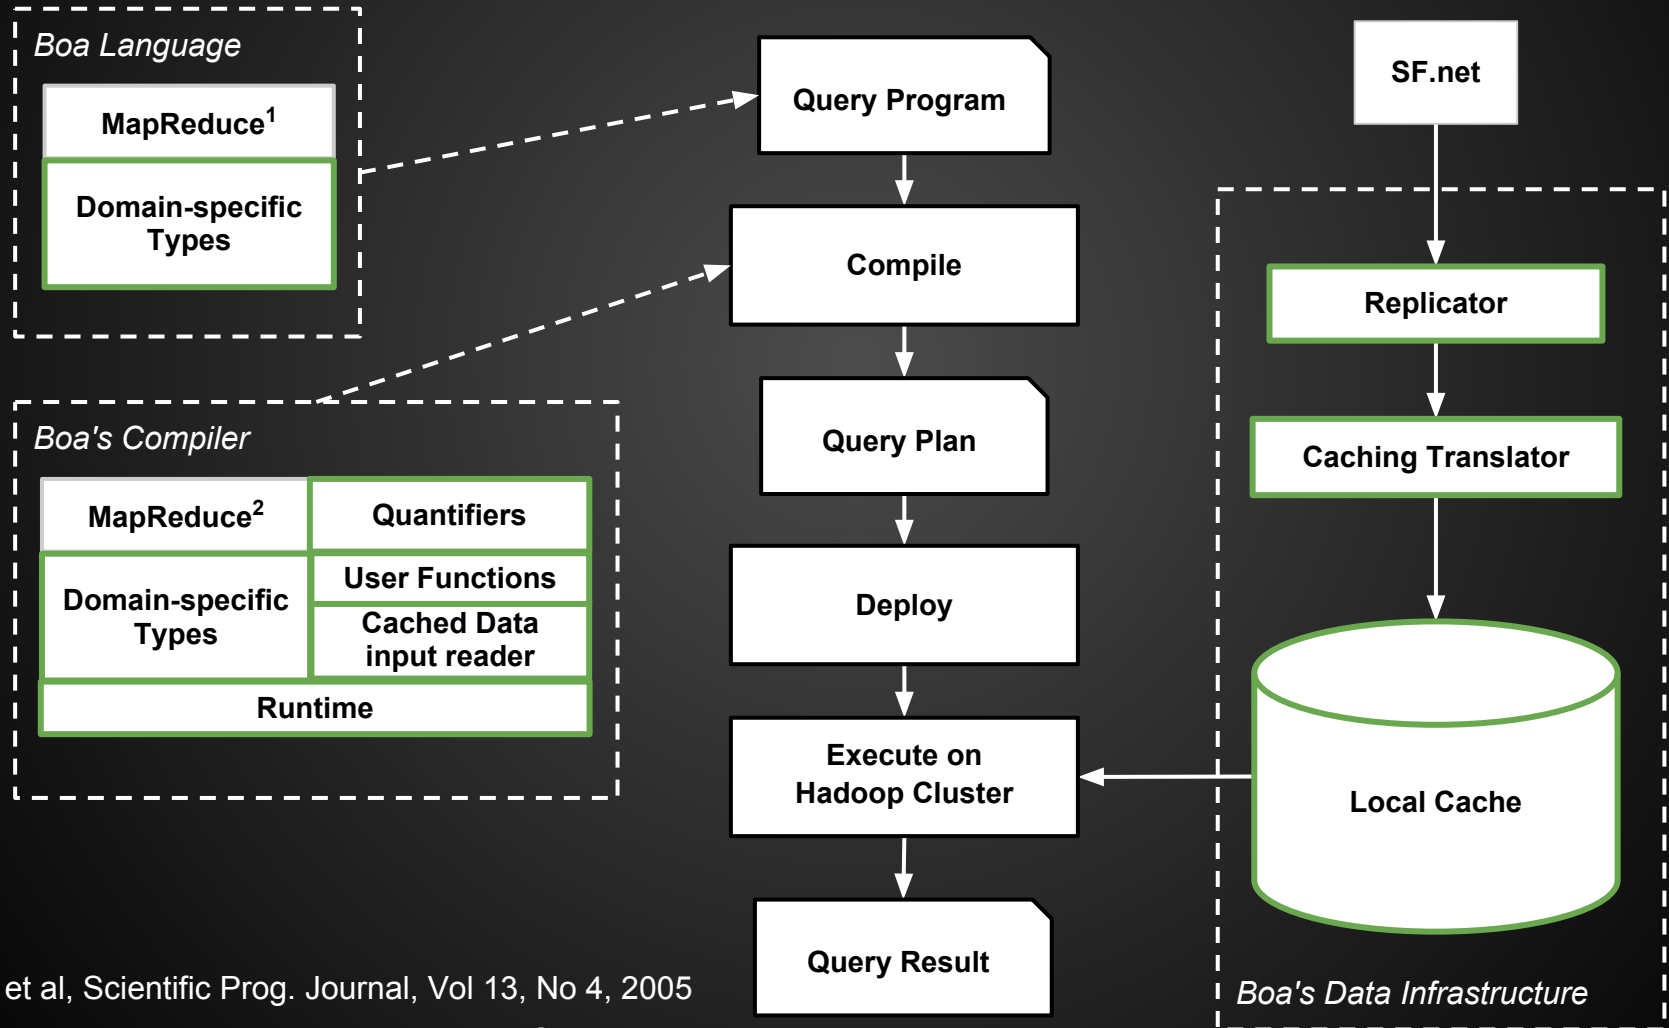 Boa Language
MapReduce¹
Domain-specific
Types
Boa's Compiler
MapReduce²
Quantifiers
Domain-specific
Types
User Functions
Cached Data
input reader
Runtime
Query Program
Compile
Query Plan
Deploy
Execute on
Hadoop Cluster
Query Result
SF.net
Replicator
Caching Translator
Local Cache
Boa's Data Infrastructure
et al, Scientific Prog. Journal, Vol 13, No 4, 2005